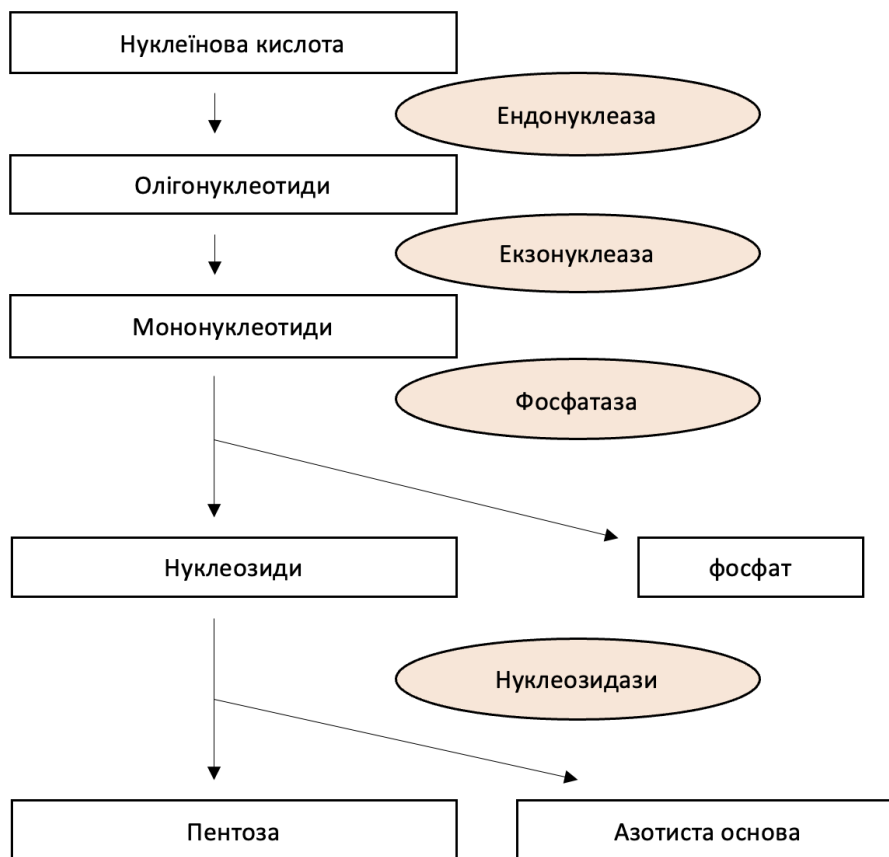 Нуклеїнова кислота
Ендонуклеаза
Олігонуклеотиди
Екзонуклеаза
Мононуклеотиди
Фосфатаза
Нуклеозиди
фосфат
Нуклеозидази
Пентоза
Азотиста основа